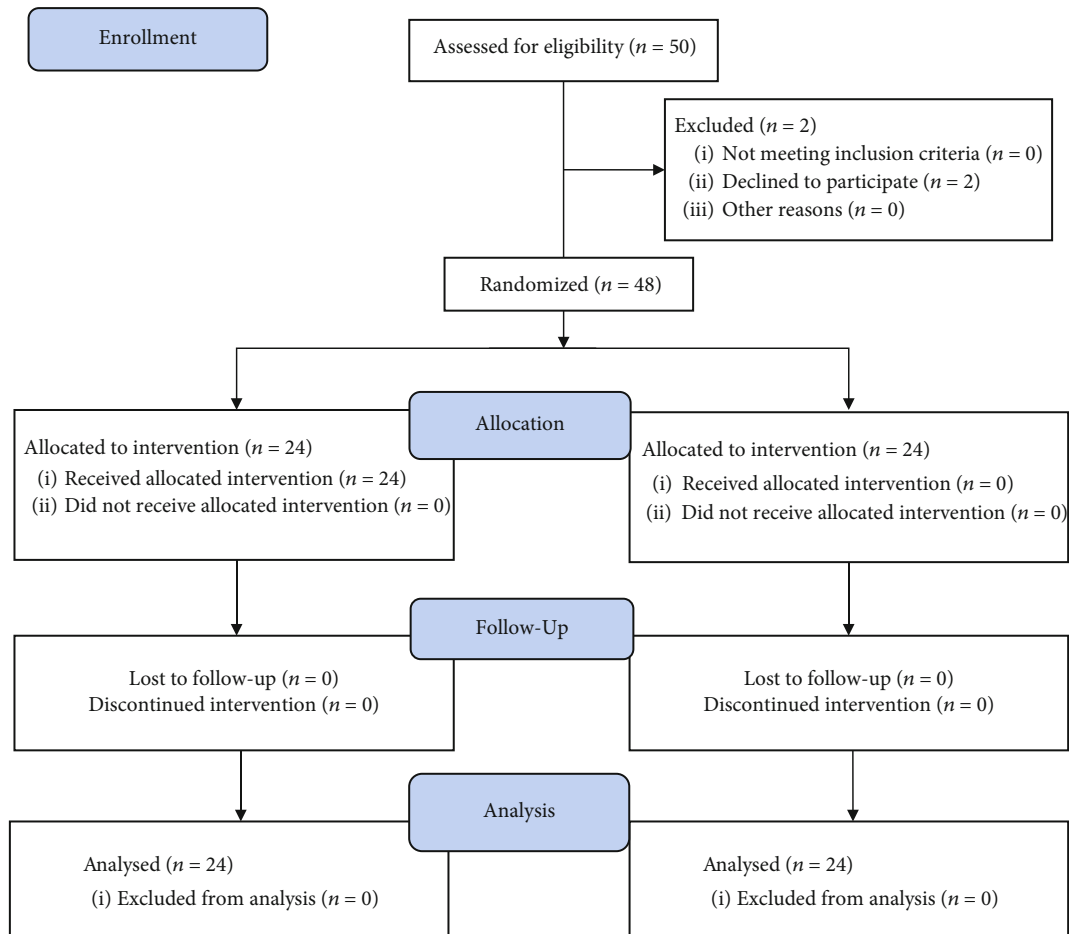 Enrollment
Assessed for eligibility (n = 50)
Excluded (n = 2)
(i) Not meeting inclusion criteria (n = 0)
(ii) Declined to participate (n = 2)
(iii) Other reasons (n = 0)
Randomized (n = 48)
Allocation
Allocated to intervention (n = 24)
(i) Received allocated intervention (n = 24)
(ii) Did not receive allocated intervention (n = 0)
Allocated to intervention (n = 24)
(i) Received allocated intervention (n = 0)
(ii) Did not receive allocated intervention (n = 0)
Follow-Up
Lost to follow-up (n = 0)
Discontinued intervention (n = 0)
Lost to follow-up (n = 0)
Discontinued intervention (n = 0)
Analysis
Analysed (n = 24)
(i) Excluded from analysis (n = 0)
Analysed (n = 24)
(i) Excluded from analysis (n = 0)